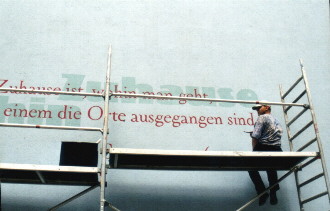 Zuhause
Zuhause ist, wohin man geht,
einem die Orte ausgegangen sind.